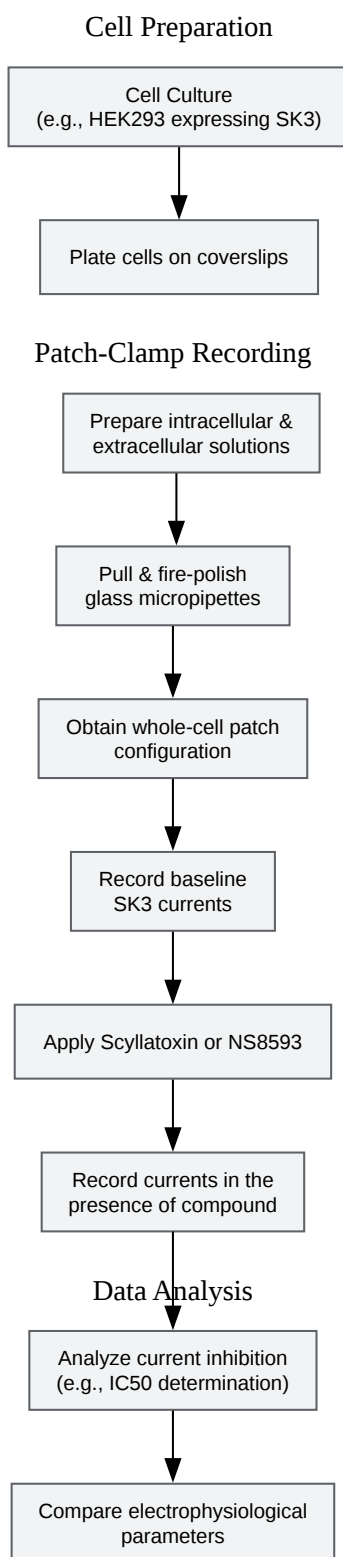 Cell Preparation
Cell Culture
(e.g., HEK293 expressing SK3)
Plate cells on coverslips
Patch-Clamp Recording
Prepare intracellular &
extracellular solutions
Pull & fire-polish
glass micropipettes
Obtain whole-cell patch
configuration
Record baseline
SK3 currents
Apply Scyllatoxin or NS8593
Record currents in the
presence of compound
Data Analysis
Analyze current inhibition
(e.g., IC50 determination)
Compare electrophysiological
parameters